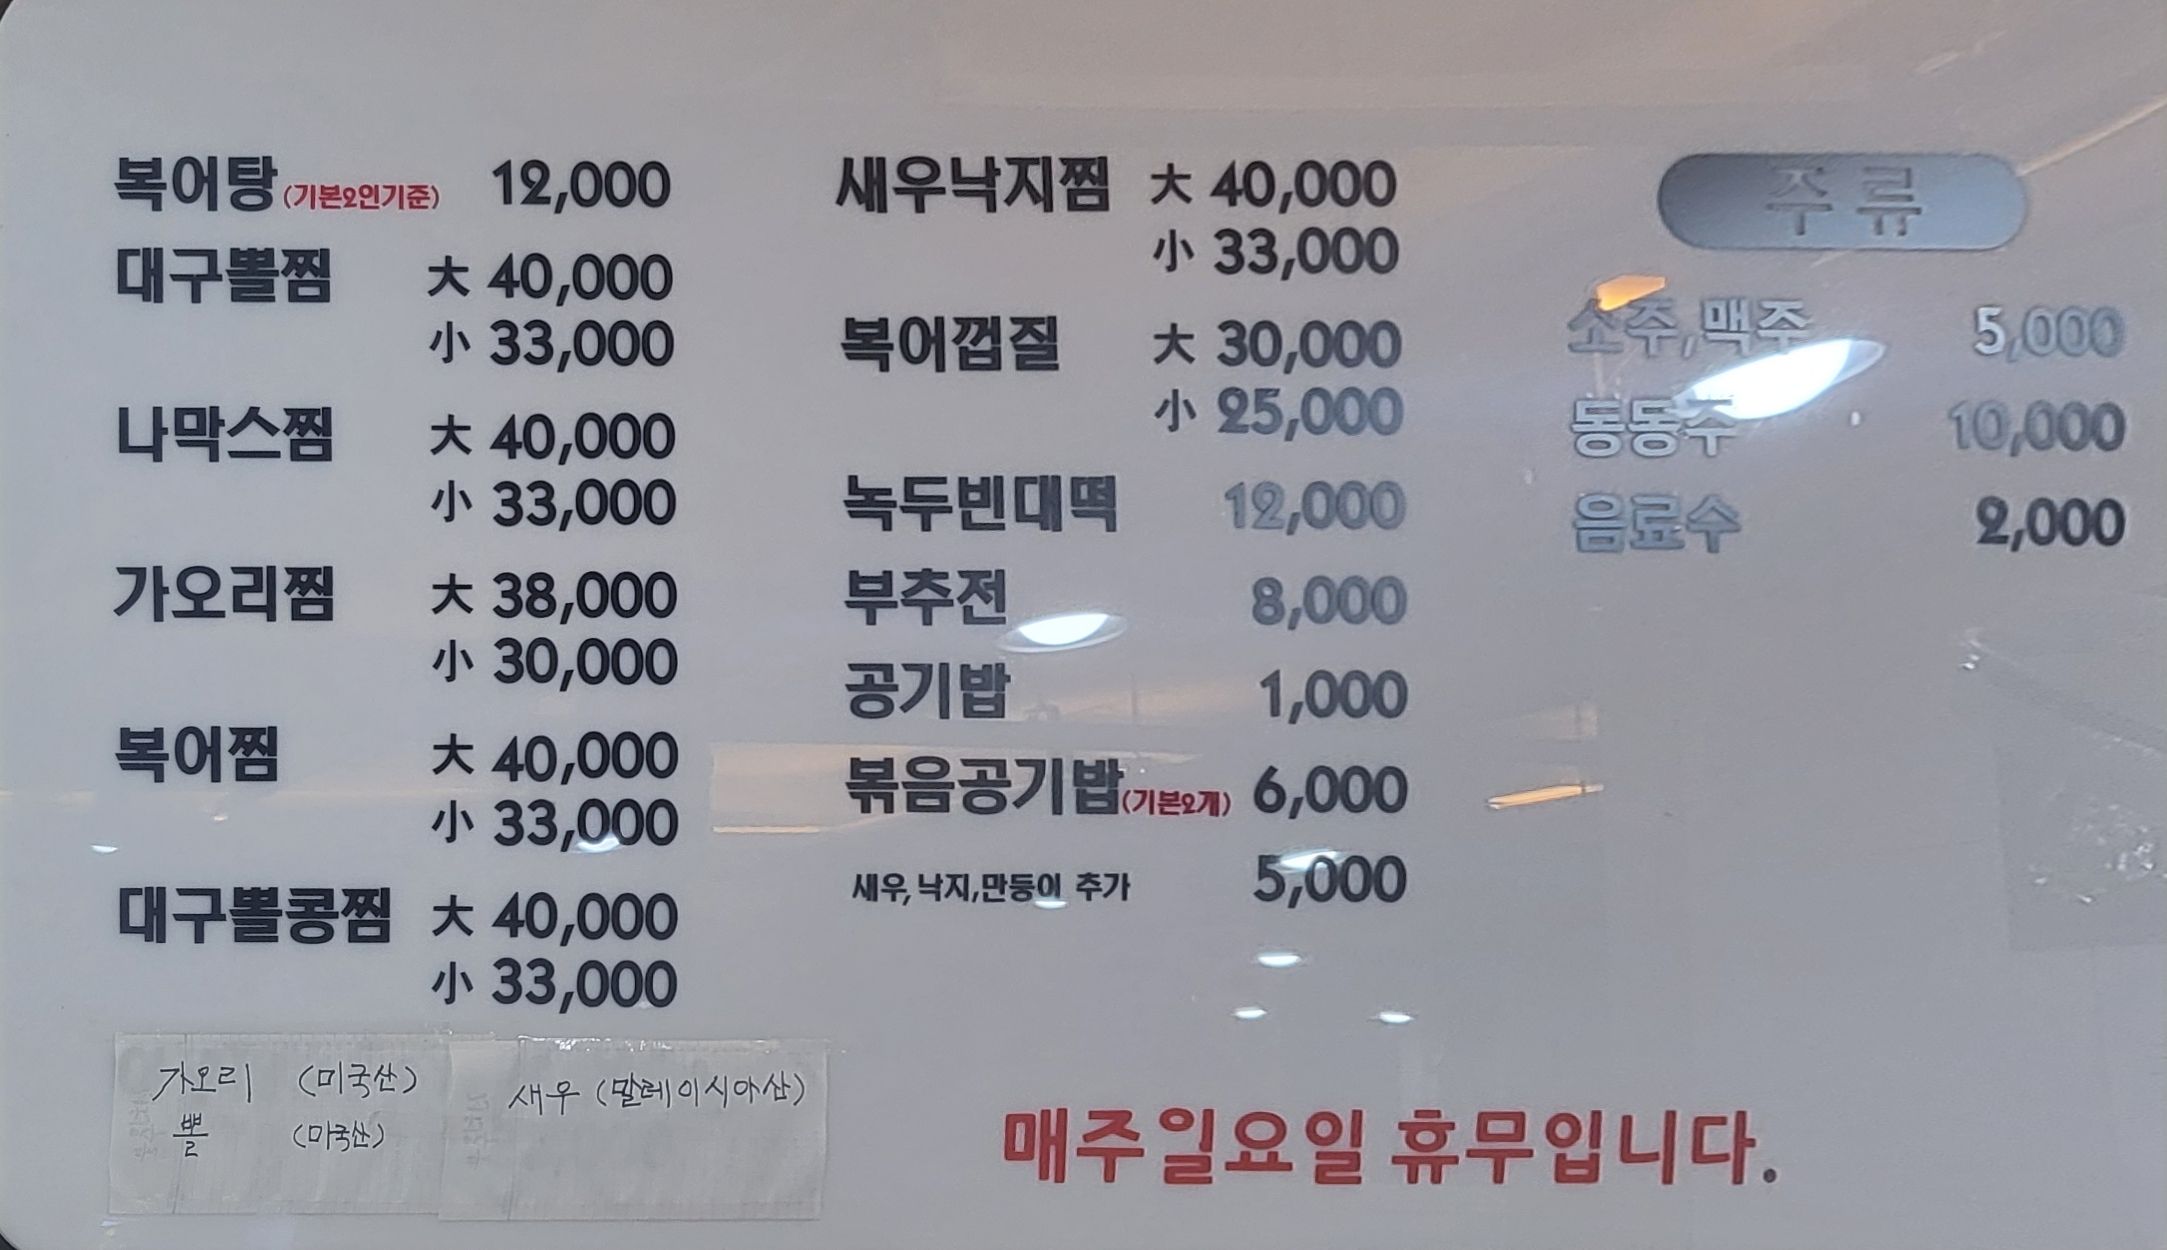 복어탕(기본2인기준) 12,000
대구뽈찜 大 40,000
小 33,000
나막스찜 大 40,000
小 33,000
가오리찜 大 38,000
小 30,000
복어찜 大 40,000
小 33,000
대구뽈콩찜 大 40,000
小 33,000
새우낙지찜 大 40,000
小 33,000
복어껍질 大 30,000
小 25,000
녹두빈대떡 12,000
부추전 8,000
공기밥 1,000
볶음공기밥(기본2개) 6,000
새우,낙지,만등이 추가 5,000
주류
소주,맥주 5,000
동동주 10,000
음료수 2,000
가오리 (미국산)
뽈 (미국산)
새우 (말레이시아산)
매주일요일 휴무입니다.